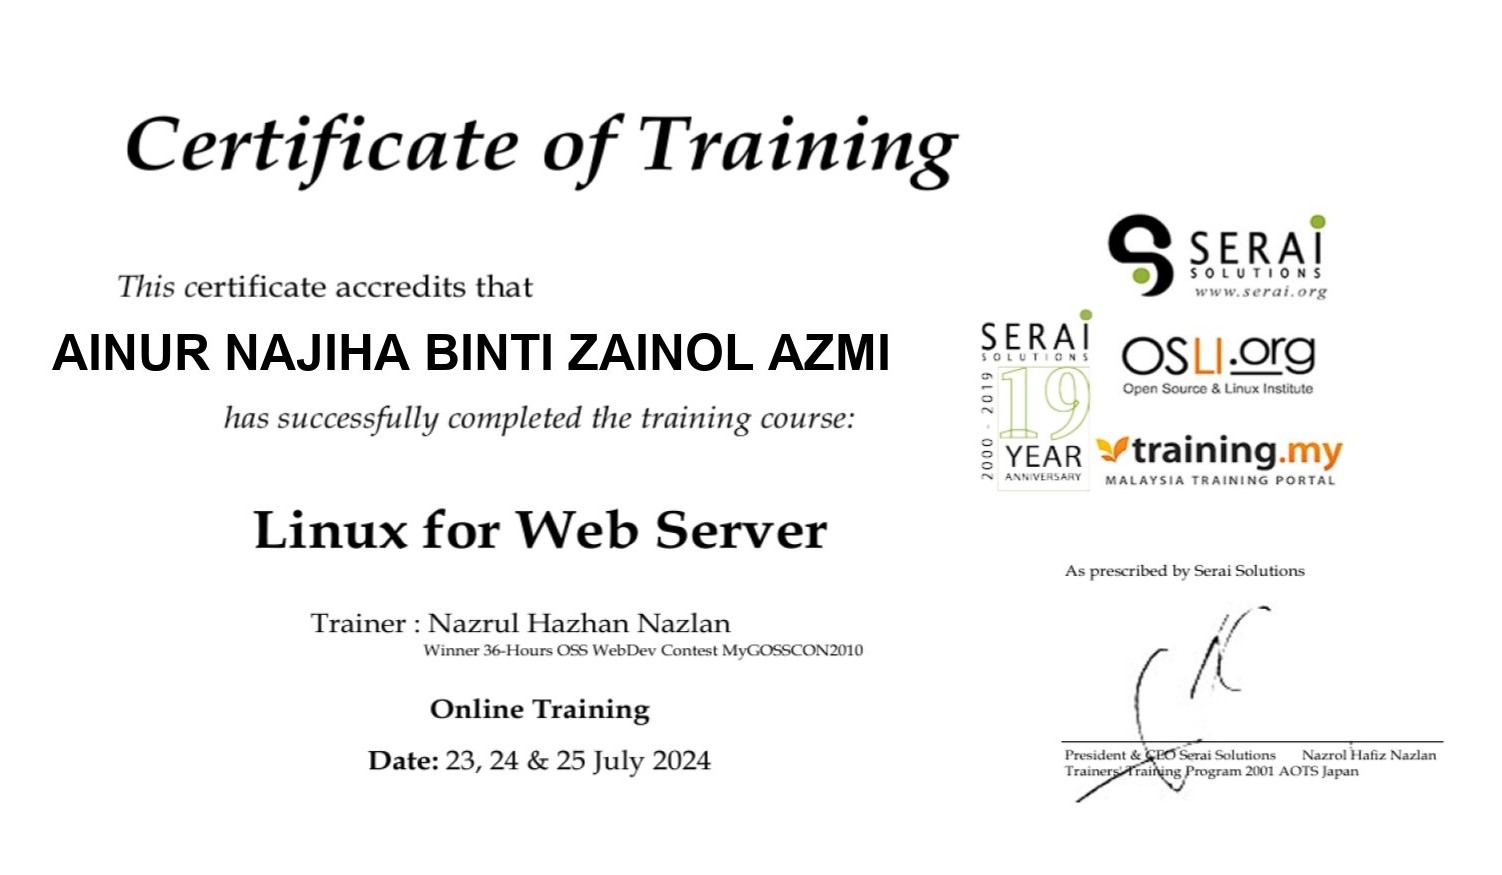 Certificate of Training
This certificate accredits that
AINUR NAJIHA BINTI ZAINOL AZMI
has successfully completed the training course:
Linux for Web Server
Trainer : Nazrul Hazhan Nazlan
Winner 36-Hours OSS WebDev Contest MyGOSSCON2010
Online Training
Date: 23, 24 & 25 July 2024
SERAi
SOLUTIONS
www.serai.org
SERAi
SOLUTIONS
2000 - 2019
19
YEAR
ANNIVERSARY
OSLI.org
Open Source & Linux Institute
training.my
MALAYSIA TRAINING PORTAL
As prescribed by Serai Solutions
President & CEO Serai Solutions Nazrol Hafiz Nazlan
Trainers' Training Program 2001 AOTS Japan